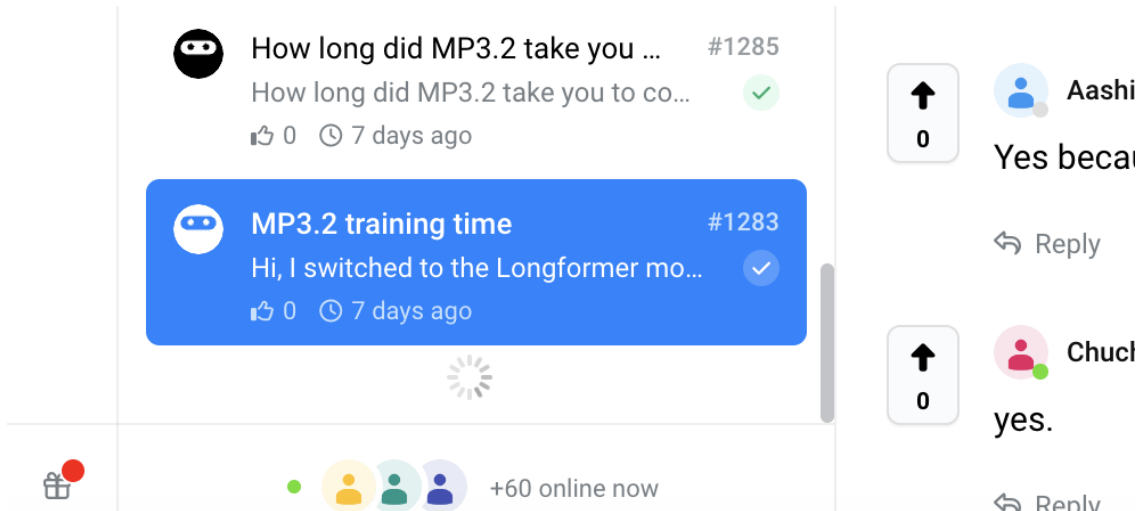 How long did MP3.2 take you ...
#1285
How long did MP3.2 take you to co...
0
7 days ago
MP3.2 training time
#1283
Hi, I switched to the Longformer mo...
0
7 days ago
+60 online now
0
Aashi
Yes becau
Reply
0
Chuch
yes.
Reply